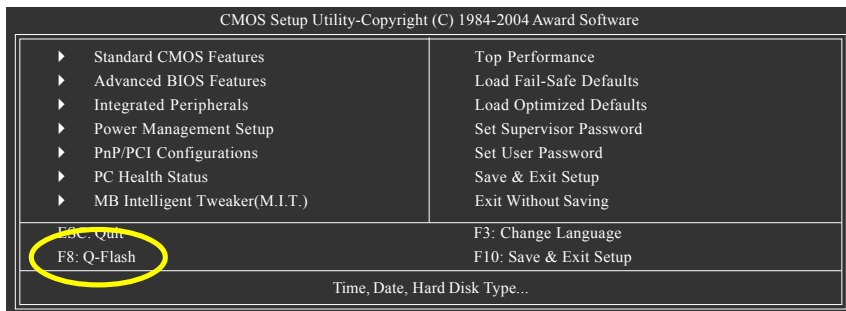 CMOS Setup Utility-Copyright (C) 1984-2004 Award Software
Standard CMOS Features
Advanced BIOS Features
Integrated Peripherals
Power Management Setup
PnP/PCI Configurations
PC Health Status
MB Intelligent Tweaker(M.I.T.)
Top Performance
Load Fail-Safe Defaults
Load Optimized Defaults
Set Supervisor Password
Set User Password
Save & Exit Setup
Exit Without Saving
ESC: Quit
F8: Q-Flash
F3: Change Language
F10: Save & Exit Setup
Time, Date, Hard Disk Type...